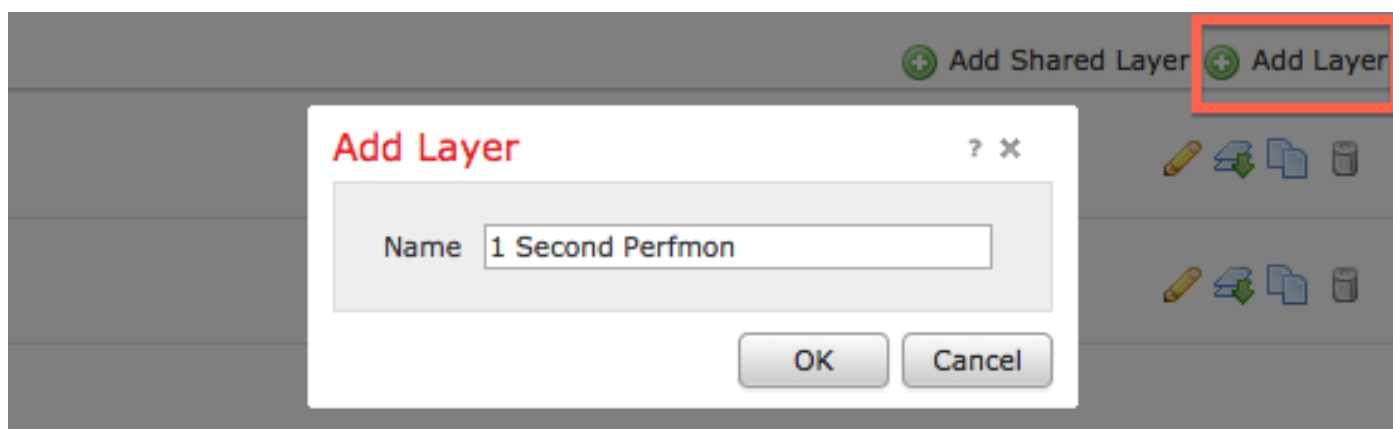 Add Shared Layer
Add Layer
Add Layer
?
Name
1 Second Perfmon
OK
Cancel